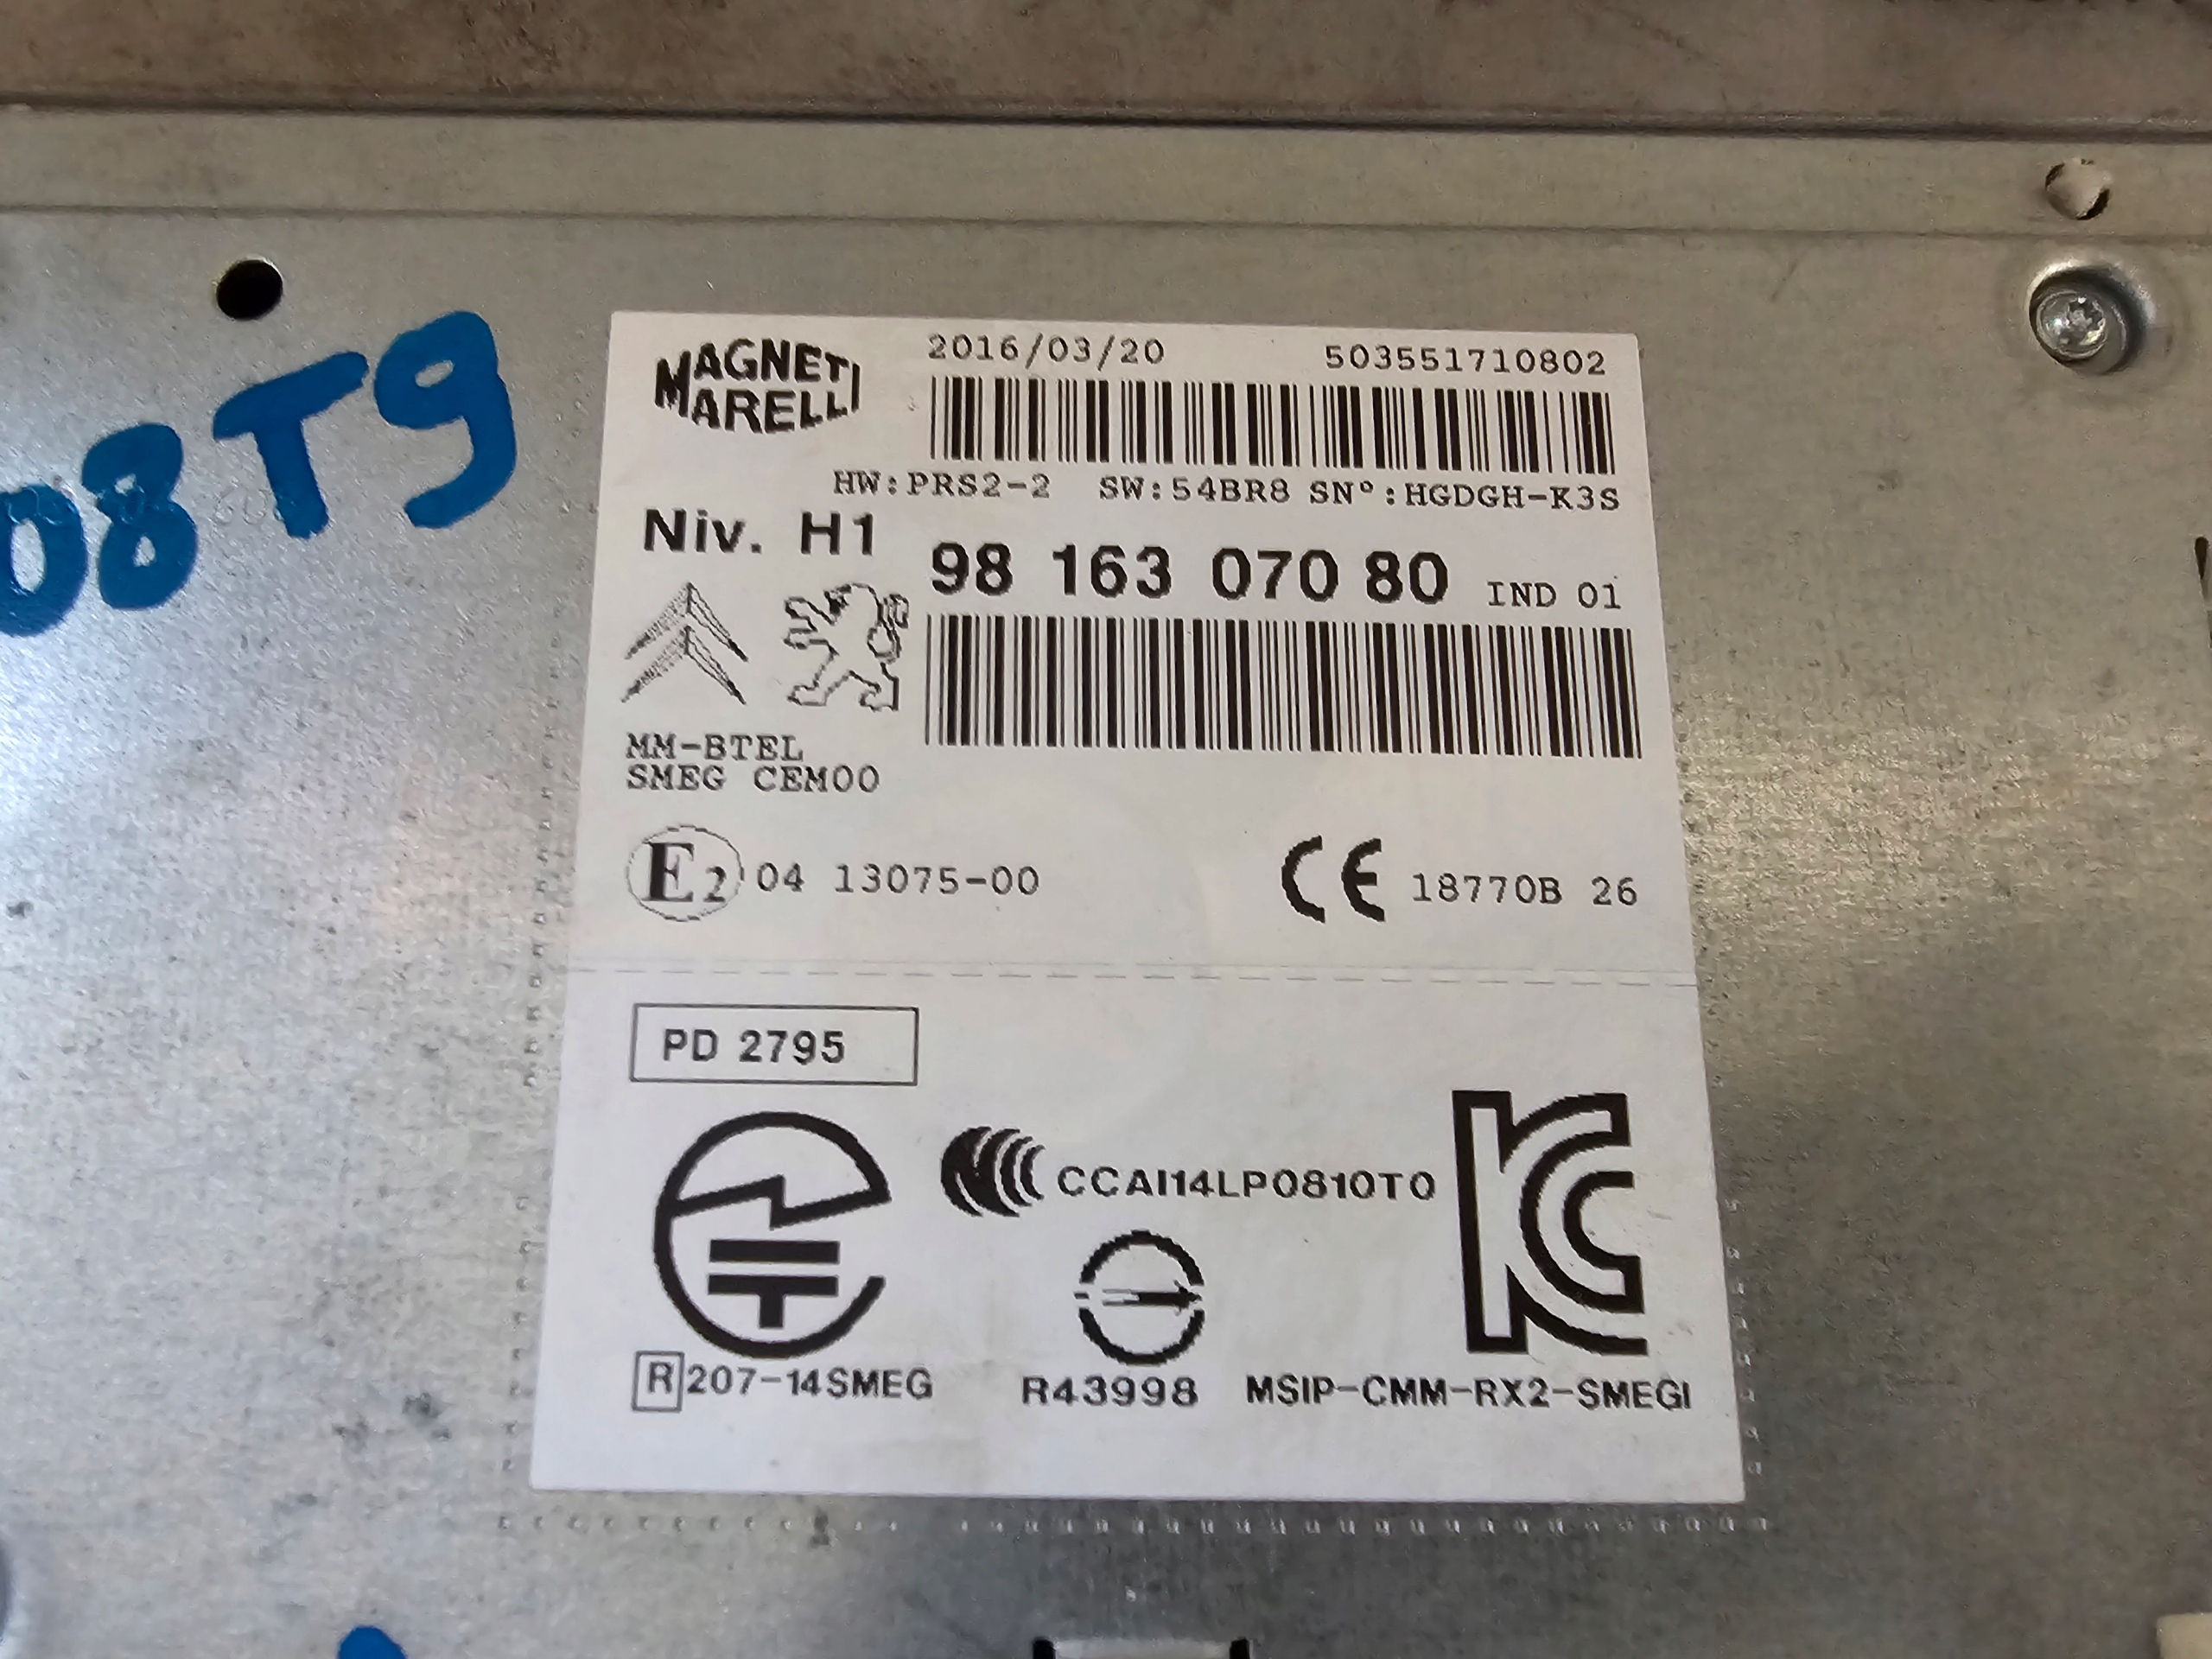 08T9
MAGNETI
MARELLI
2016/03/20 503551710802
HW:PRS2-2 SW:54BR8 SN°:HGDGH-K3S
Niv. H1
98 163 070 80 IND 01
MM-BTEL
SMEG CEM00
E2 04 13075-00
CE 18770B 26
PD 2795
CCAI14LP0810T0
R 207-14SMEG
R43998
MSIP-CMM-RX2-SMEGI